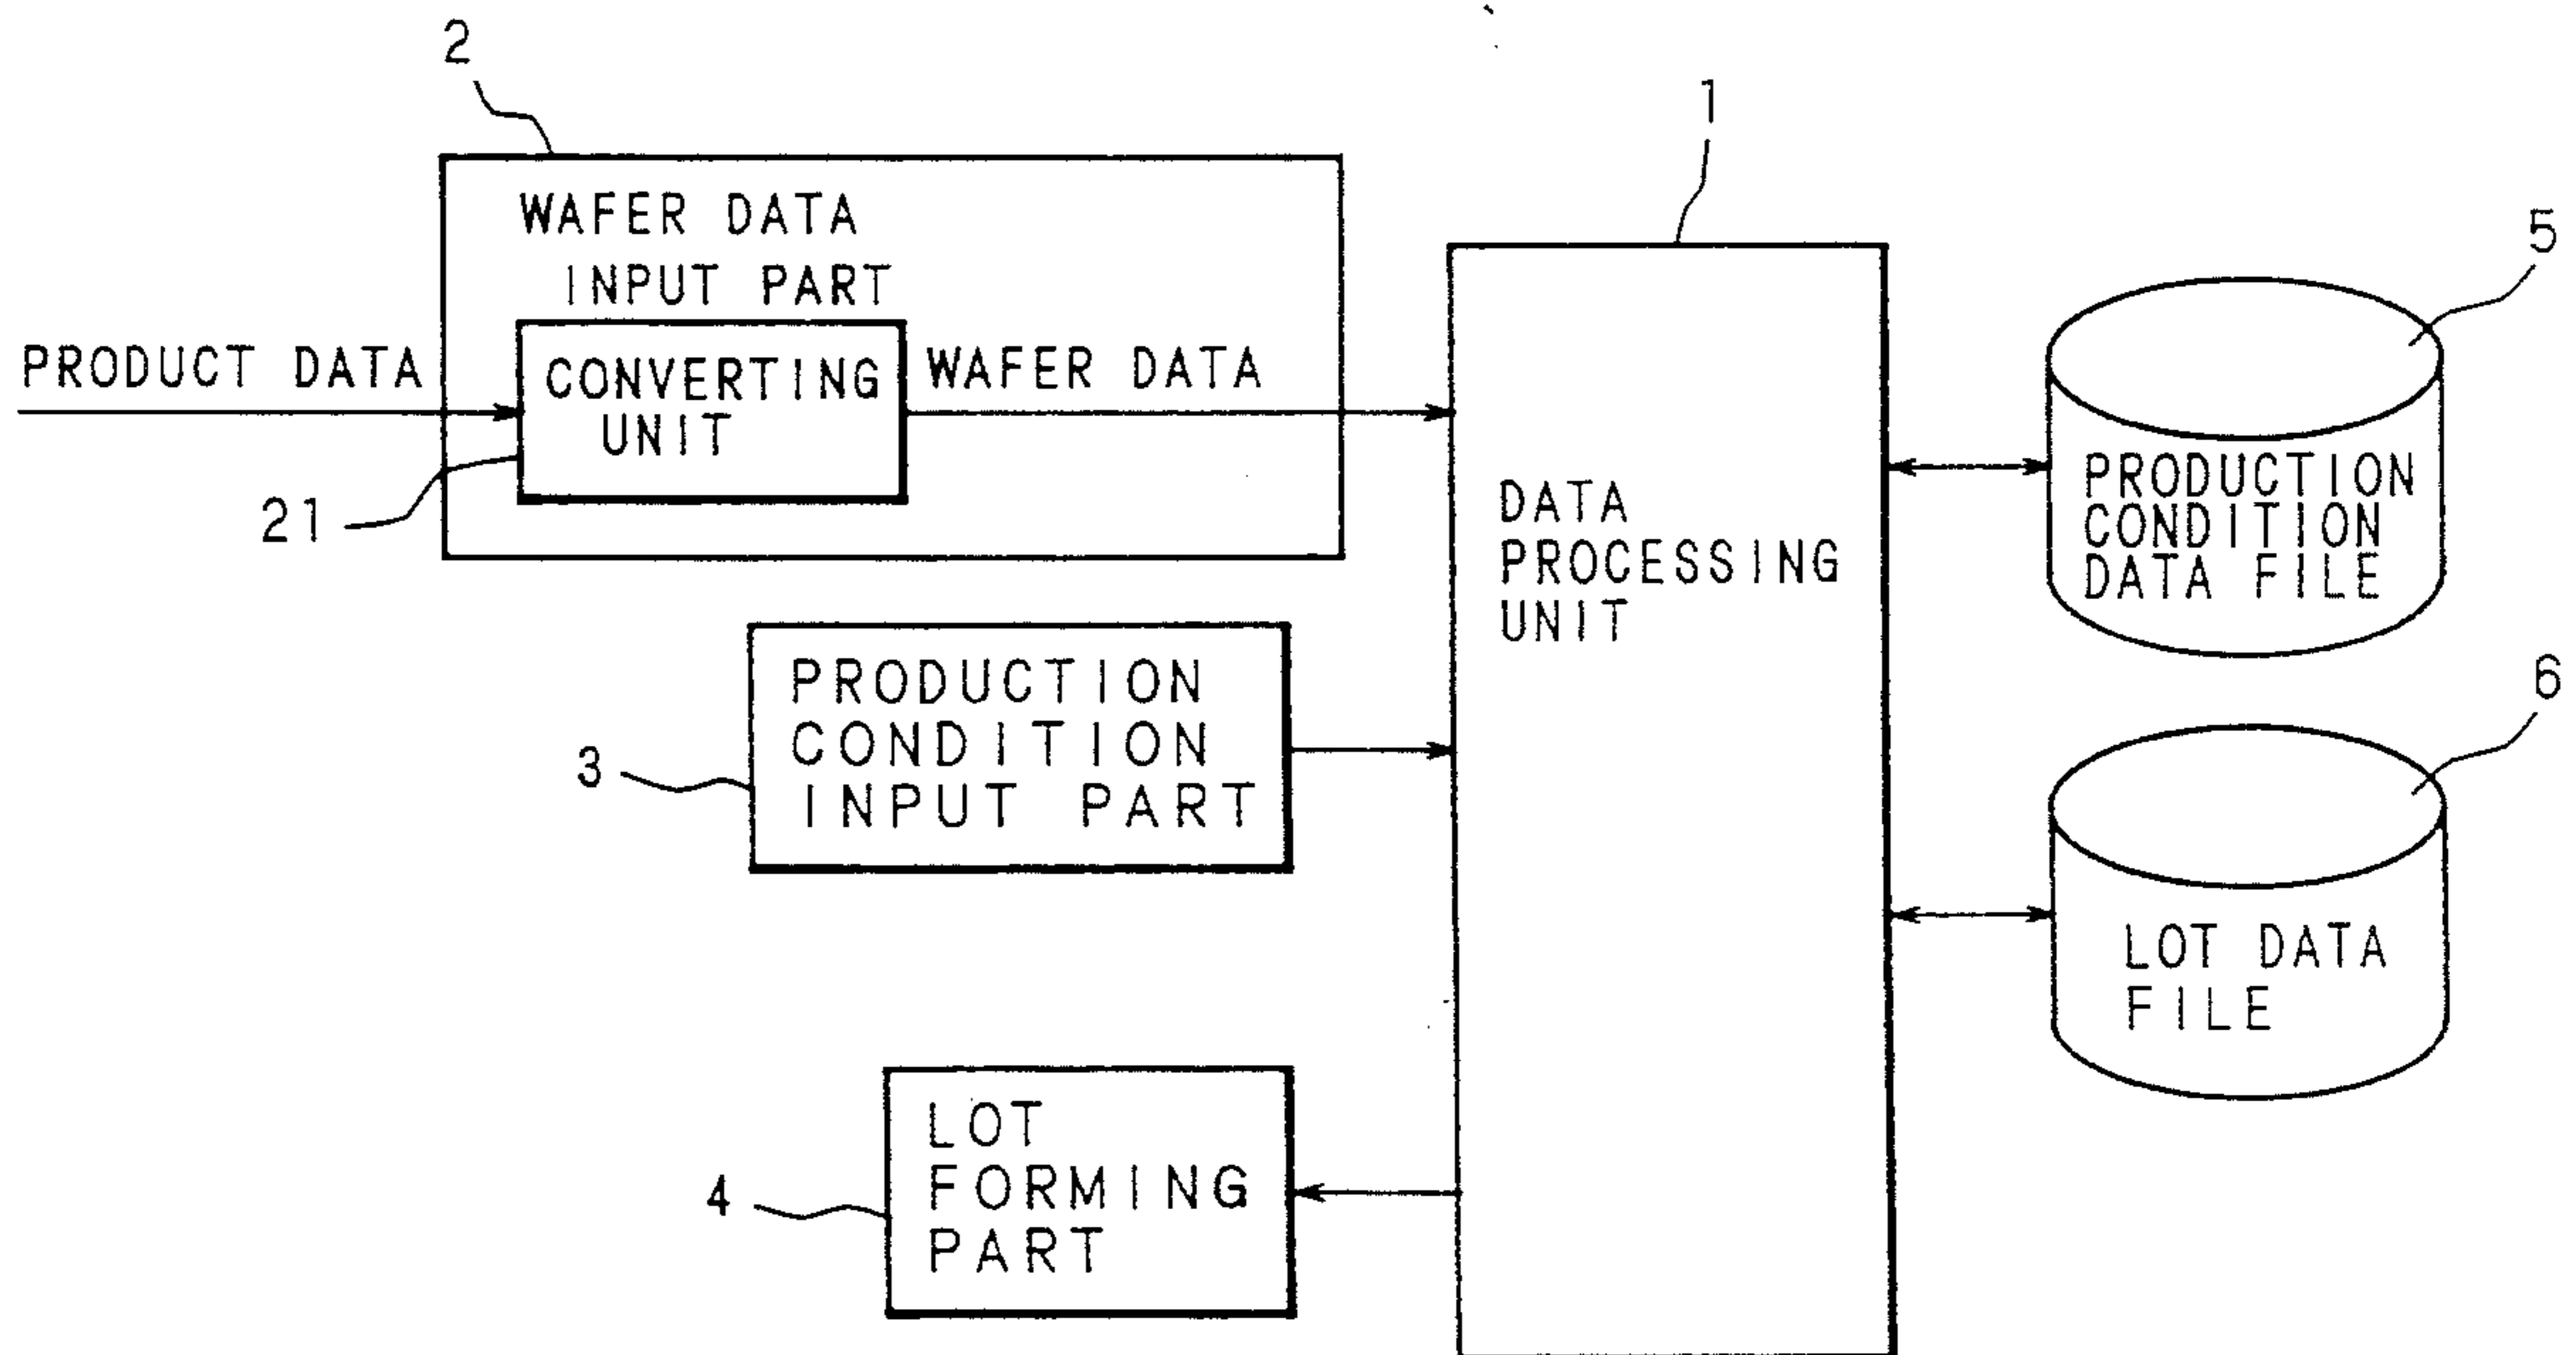 2
1
WAFER DATA
INPUT PART
5
PRODUCT DATA
CONVERTING
UNIT
WAFER DATA
21
DATA
PROCESSING
UNIT
PRODUCTION
CONDITION
DATA FILE
PRODUCTION
CONDITION
INPUT PART
3
6
LOT DATA
FILE
LOT
FORMING
PART
4